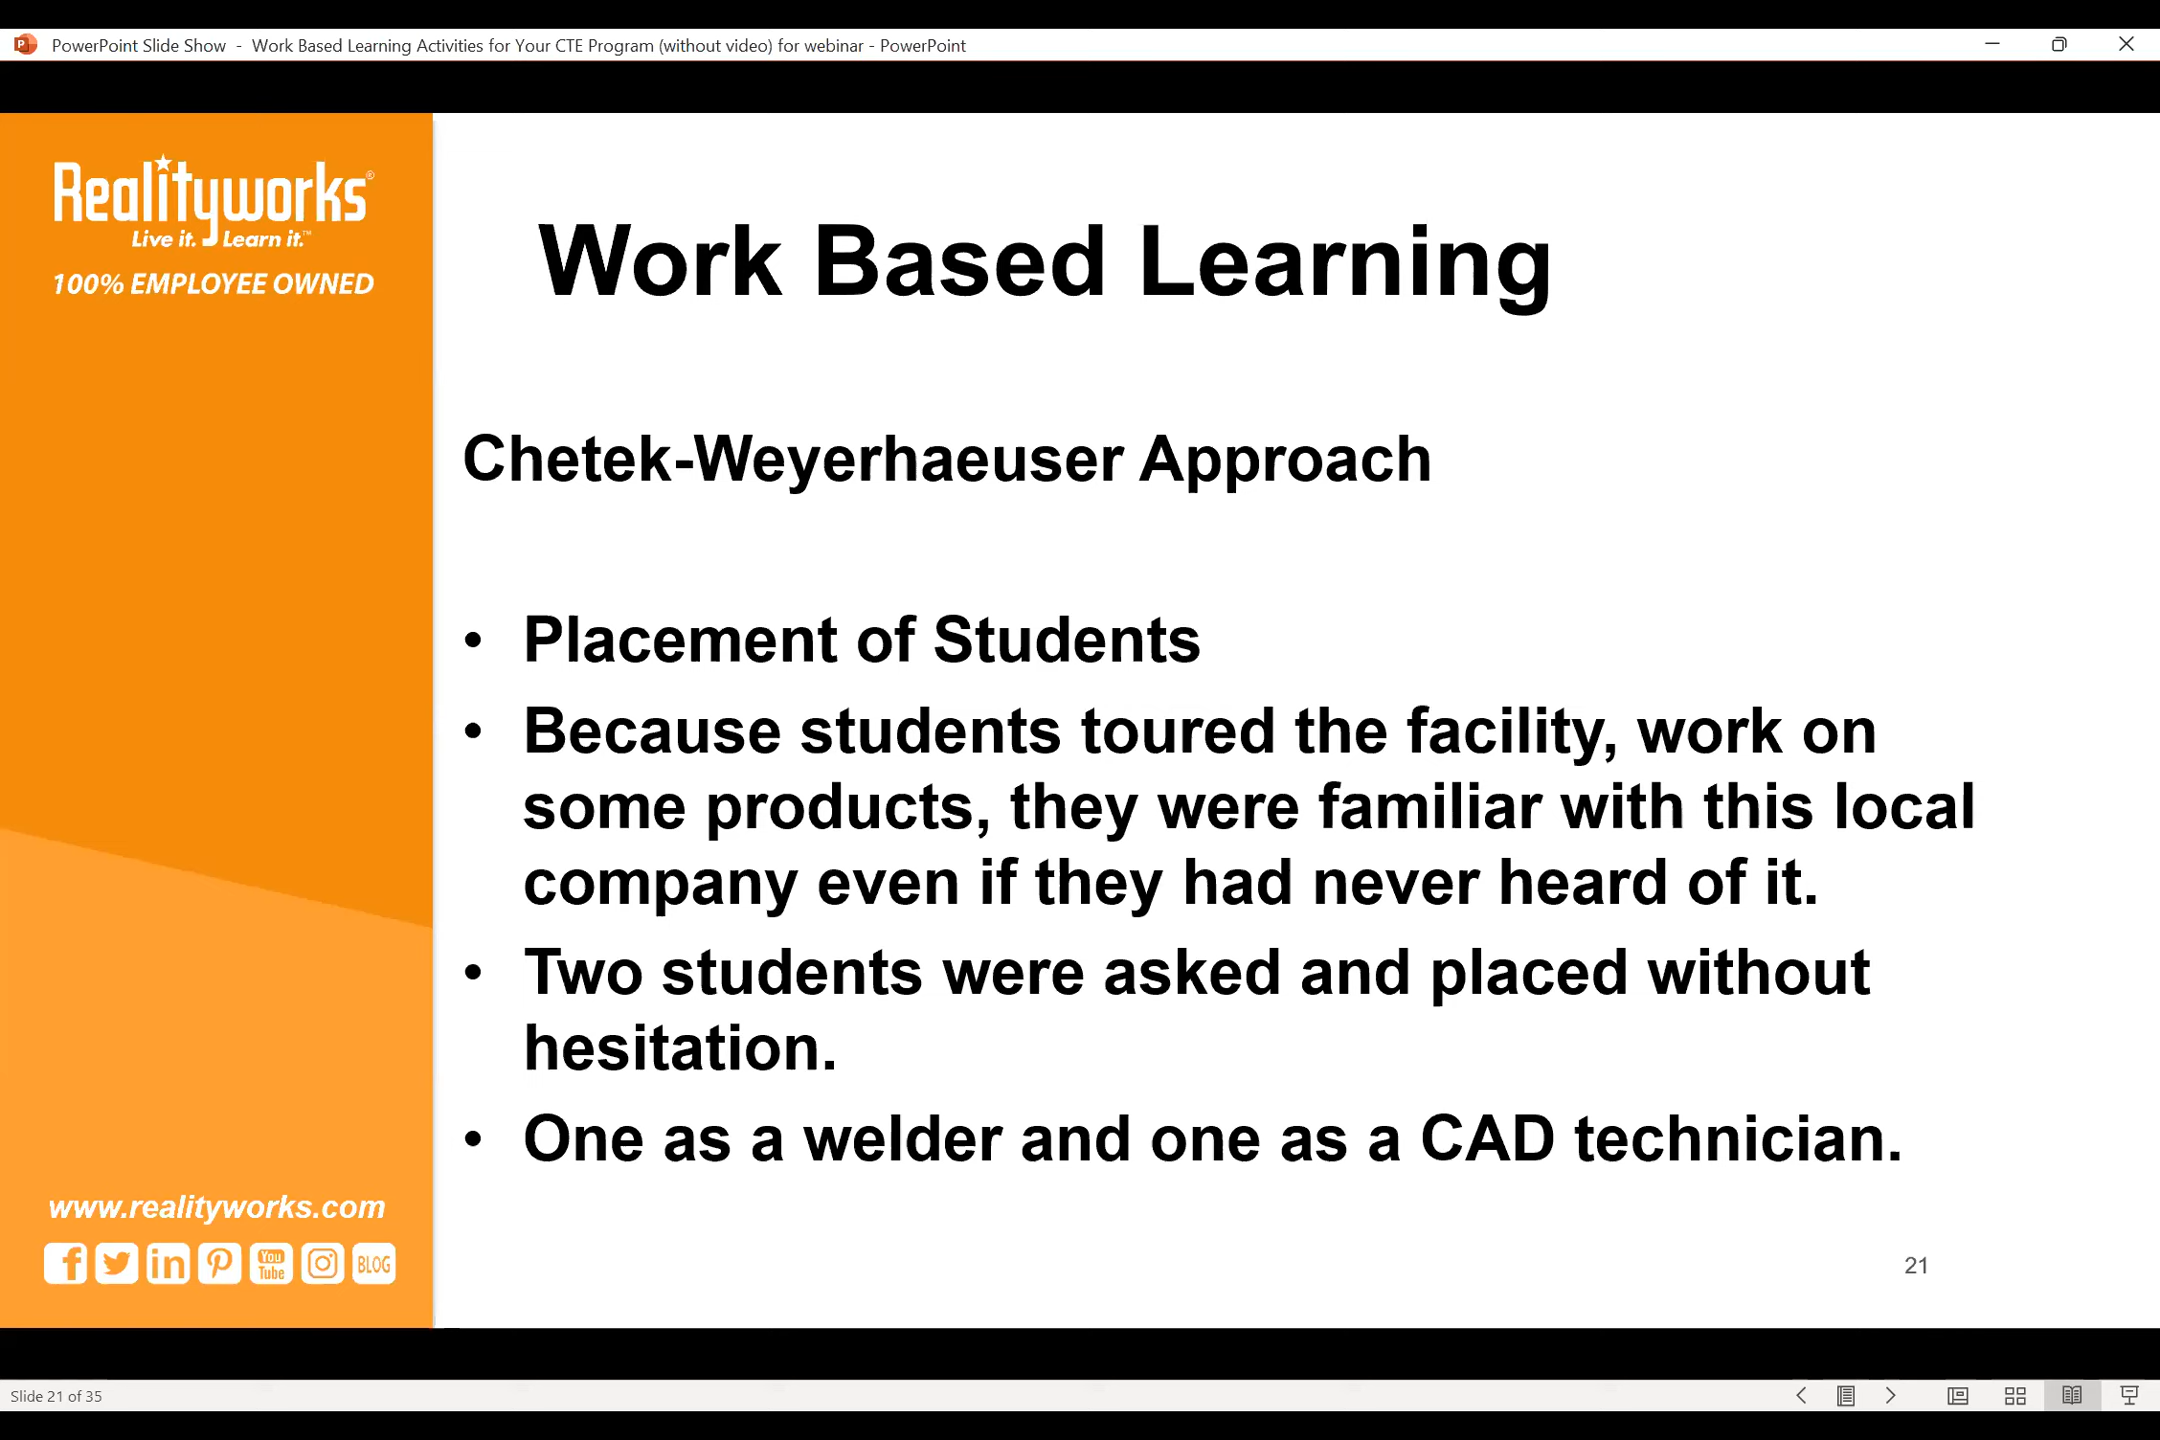 PowerPoint Slide Show - Work Based Learning Activities for Your CTE Program (without video) for webinar - PowerPoint
Realityworks®
Live it. Learn it.™
100% EMPLOYEE OWNED
Work Based Learning
Chetek-Weyerhaeuser Approach
• Placement of Students
• Because students toured the facility, work on
some products, they were familiar with this local
company even if they had never heard of it.
• Two students were asked and placed without
hesitation.
• One as a welder and one as a CAD technician.
www.realityworks.com
You
Tube
BLOG
21
Slide 21 of 35